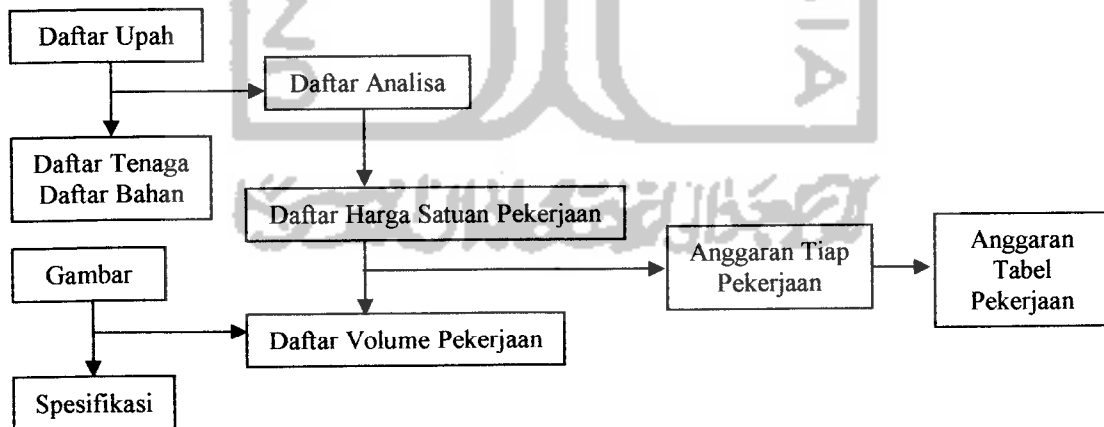 Daftar Upah
Daftar Analisa
Daftar Tenaga
Daftar Bahan
Daftar Harga Satuan Pekerjaan
Gambar
Anggaran Tiap
Pekerjaan
Anggaran
Tabel
Pekerjaan
Daftar Volume Pekerjaan
Spesifikasi